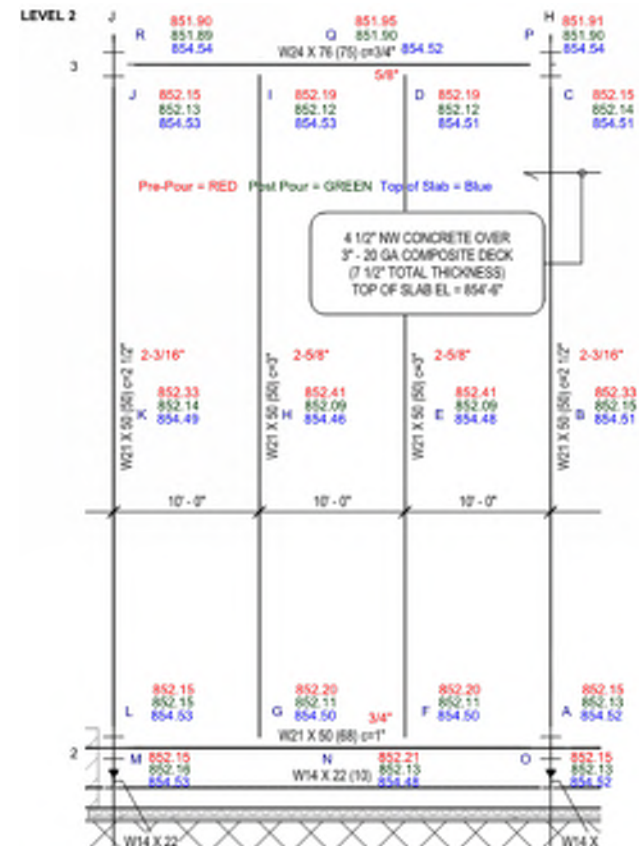 LEVEL 2
J
H
R
851.90
851.89
854.54
Q
851.95
851.90
854.52
P
851.91
851.90
854.54
W24 X 76 (75) c=3/4"
3
5/8"
J
852.15
852.13
854.53
I
852.19
852.12
854.53
D
852.19
852.12
854.51
C
852.15
852.14
854.51
Pre-Pour = RED Post Pour = GREEN Top of Slab = Blue
4 1/2" NW CONCRETE OVER
3" - 20 GA COMPOSITE DECK
(7 1/2" TOTAL THICKNESS)
TOP OF SLAB EL = 854'-6"
W21 X 50 (50) c=2 1/2"
2-3/16"
K
852.33
852.14
854.49
W21 X 50 (50) c=3"
2-5/8"
H
852.41
852.09
854.46
W21 X 50 (50) c=3"
2-5/8"
E
852.41
852.09
854.48
W21 X 50 (50) c=2 1/2"
2-3/16"
B
852.33
852.15
854.51
10' - 0"
10' - 0"
10' - 0"
L
852.15
852.15
854.53
G
852.20
852.11
854.50
3/4"
F
852.20
852.11
854.50
A
852.15
852.13
854.52
W21 X 50 (68) c=1"
2
M
852.15
852.16
854.53
N
852.21
852.13
854.48
O
852.15
852.13
854.52
W14 X 22 (10)
W14 X 22
W14 X